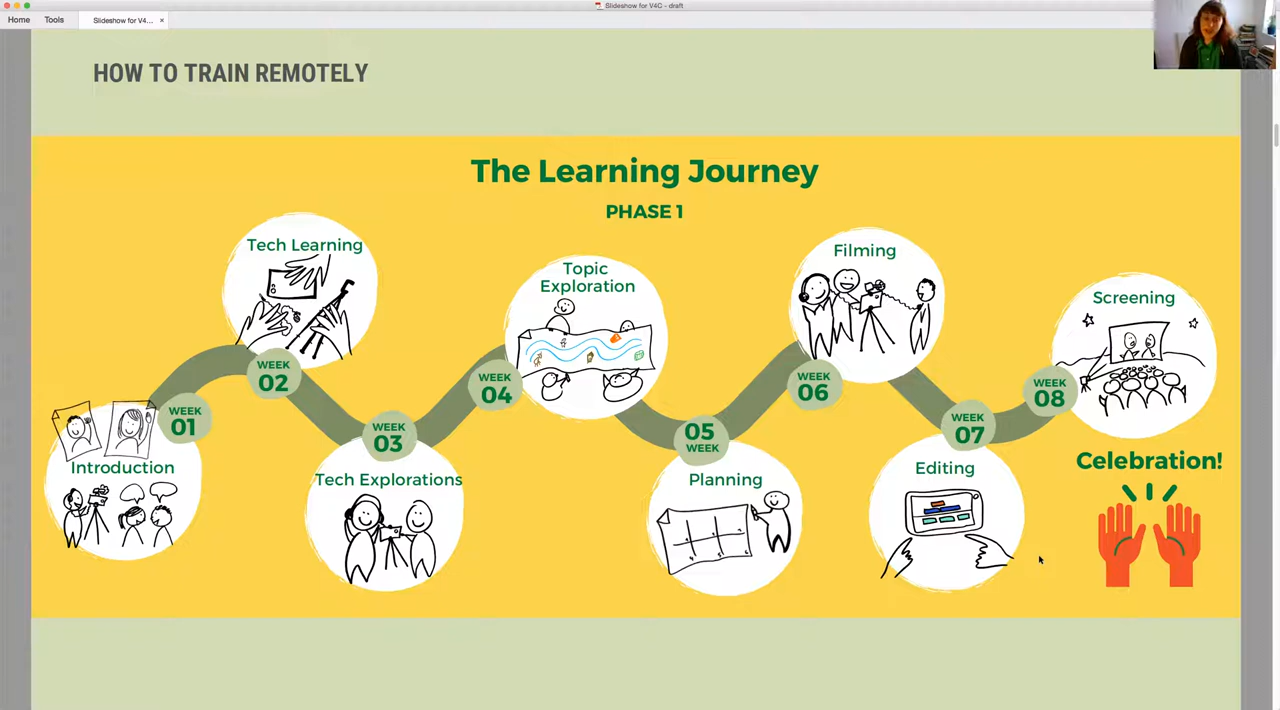 Slideshow for V4C - draft
Home Tools Slideshow for V4... ×
HOW TO TRAIN REMOTELY
The Learning Journey
PHASE 1
WEEK
01
Introduction
Tech Learning
WEEK
02
WEEK
03
Tech Explorations
WEEK
04
Topic
Exploration
05
WEEK
Planning
Filming
WEEK
06
WEEK
07
Editing
WEEK
08
Screening
Celebration!